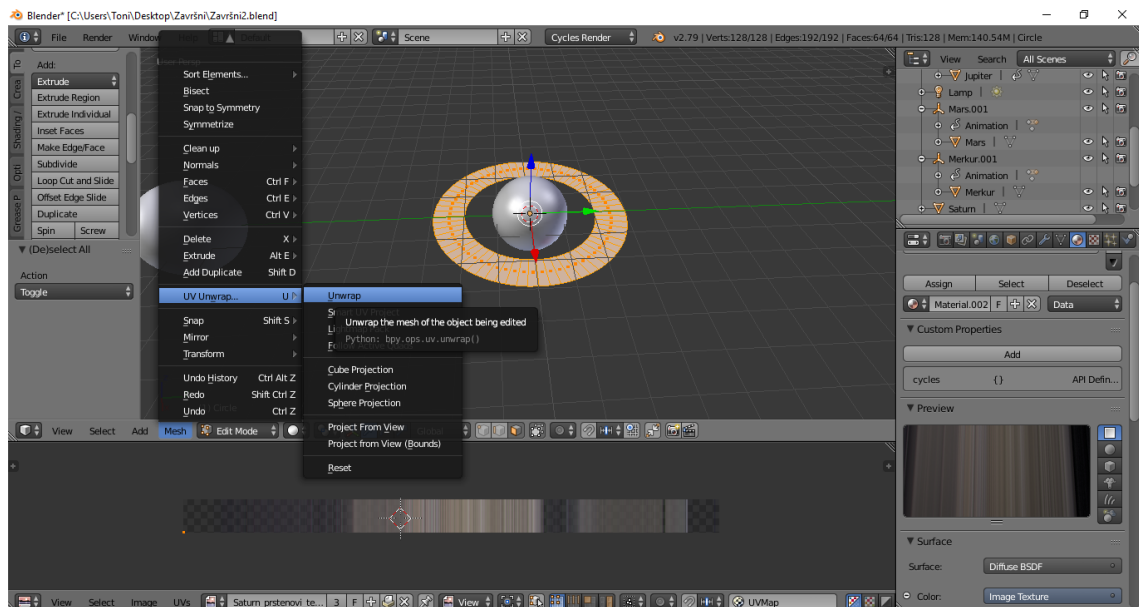 Blender* [C:\Users\Toni\Desktop\Završni\Završni2.blend]
File Render Window Help Default Scene Cycles Render v2.79 | Verts:128/128 | Edges:192/192 | Faces:64/64 | Tris:128 | Mem:140.54M | Circle
To
Crea
Shading /
Opti
Grease P
Add:
Extrude
Extrude Region
Extrude Individual
Inset Faces
Make Edge/Face
Subdivide
Loop Cut and Slide
Offset Edge Slide
Duplicate
Spin Screw
(De)select All
Action
Toggle
User Persp
Sort Elements...
Bisect
Snap to Symmetry
Symmetrize
Clean up
Normals
Faces Ctrl F
Edges Ctrl E
Vertices Ctrl V
Delete X
Extrude Alt E
Add Duplicate Shift D
UV Unwrap... U
Snap Shift S
Mirror
Transform
Undo History Ctrl Alt Z
Redo Shift Ctrl Z
Undo Ctrl Z
Unwrap
Unwrap the mesh of the object being edited
Python: bpy.ops.uv.unwrap()
Cube Projection
Cylinder Projection
Sphere Projection
Project From View
Project from View (Bounds)
Reset
View Select Add Mesh Edit Mode Global
View Search All Scenes
Jupiter
Lamp
Mars.001
Animation
Mars
Merkur.001
Animation
Merkur
Saturn
Assign Select Deselect
Material.002 F Data
Custom Properties
Add
cycles {} API Defin...
Preview
Surface
Surface: Diffuse BSDF
Color: Image Texture
View Select Image UVs Saturn prstenovi te... 3 F View UVMap